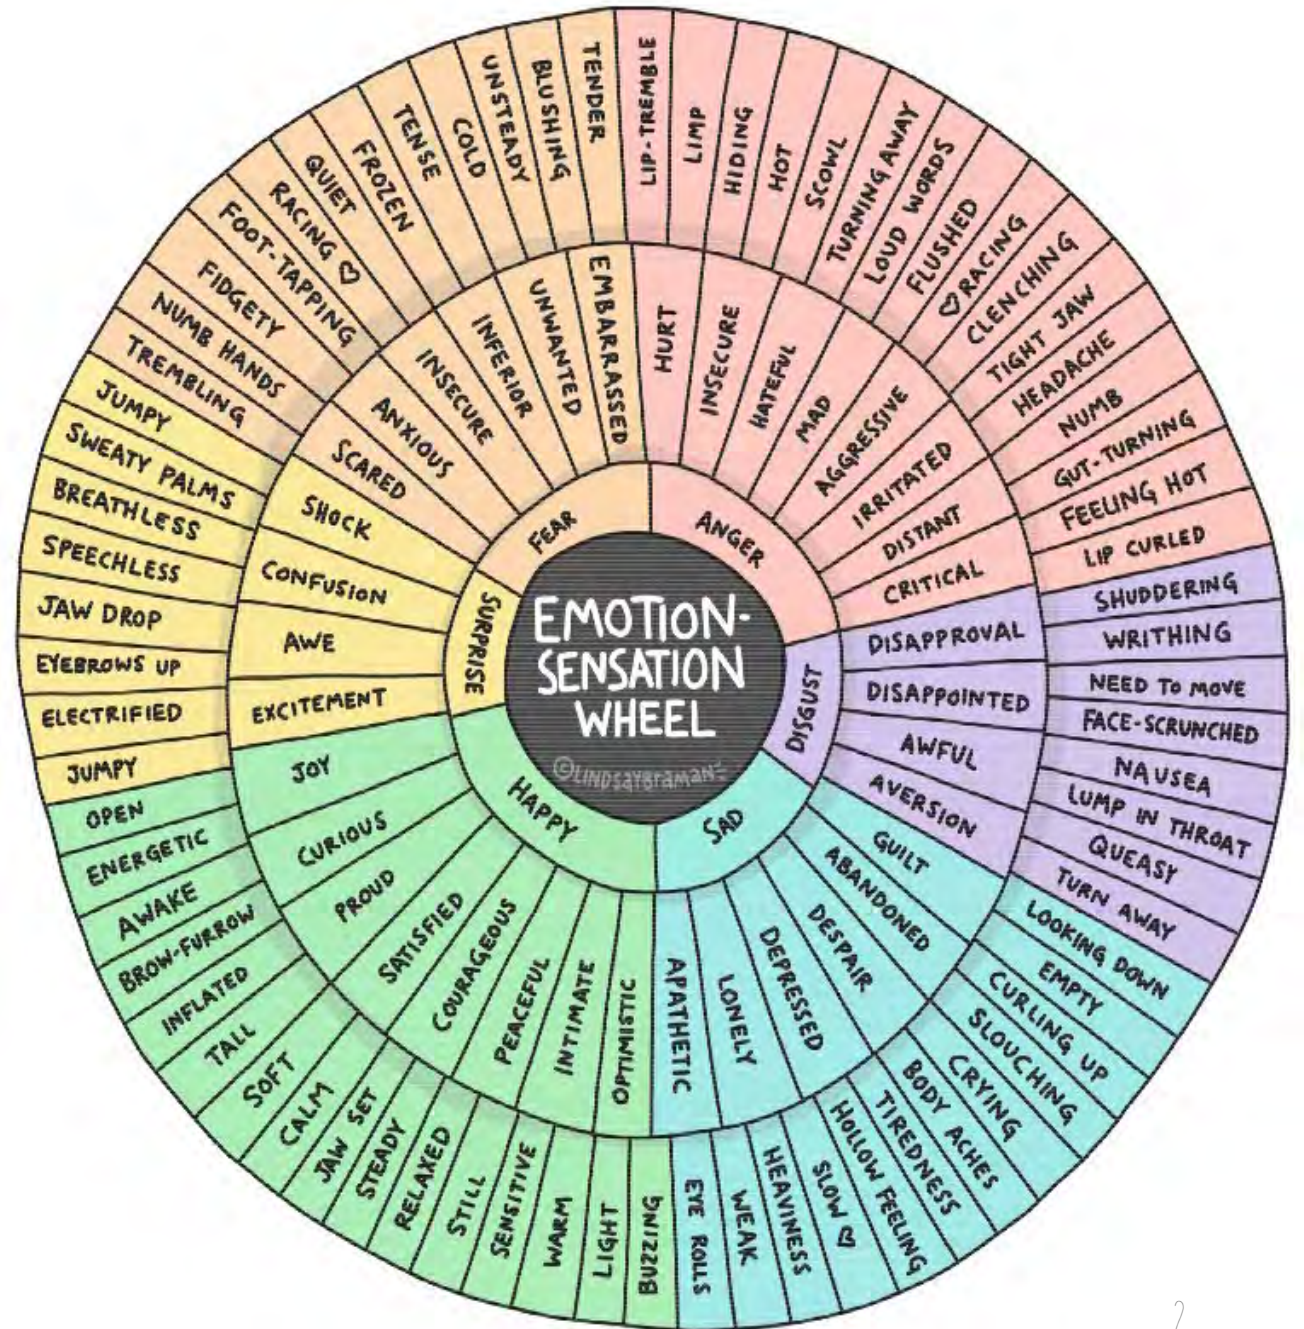 EMOTION-
SENSATION
WHEEL
©LINDSAYBRAMAN
ANGER
DISGUST
SAD
HAPPY
SURPRISE
FEAR
HURT
INSECURE
HATEFUL
MAD
AGGRESSIVE
IRRITATED
DISTANT
CRITICAL
DISAPPROVAL
DISAPPOINTED
AWFUL
AVERSION
GUILT
ABANDONED
DESPAIR
DEPRESSED
LONELY
APATHETIC
OPTIMISTIC
INTIMATE
PEACEFUL
COURAGEOUS
SATISFIED
PROUD
CURIOUS
JOY
EXCITEMENT
AWE
CONFUSION
SHOCK
SCARED
ANXIOUS
INSECURE
INFERIOR
UNWANTED
EMBARRASSED
LIP-TREMBLE
LIMP
HIDING
HOT
SCOWL
TURNING AWAY
LOUD WORDS
FLUSHED
♡ RACING
CLENCHING
TIGHT JAW
HEADACHE
NUMB
GUT-TURNING
FEELING HOT
LIP CURLED
SHUDDERING
WRITHING
NEED TO MOVE
FACE-SCRUNCHED
NAUSEA
LUMP IN THROAT
QUEASY
TURN AWAY
LOOKING DOWN
EMPTY
CURLING UP
SLOUCHING
CRYING
BODY ACHES
TIREDNESS
HOLLOW FEELING
SLOW ♡
HEAVINESS
WEAK
EYE ROLLS
BUZZING
LIGHT
WARM
SENSITIVE
STILL
RELAXED
STEADY
JAW SET
CALM
SOFT
TALL
INFLATED
BROW-FURROW
AWAKE
ENERGETIC
OPEN
JUMPY
ELECTRIFIED
EYEBROWS UP
JAW DROP
SPEECHLESS
BREATHLESS
SWEATY PALMS
JUMPY
TREMBLING
NUMB HANDS
FIDGETY
FOOT-TAPPING
RACING ♡
QUIET
FROZEN
TENSE
COLD
UNSTEADY
BLUSHING
TENDER
2